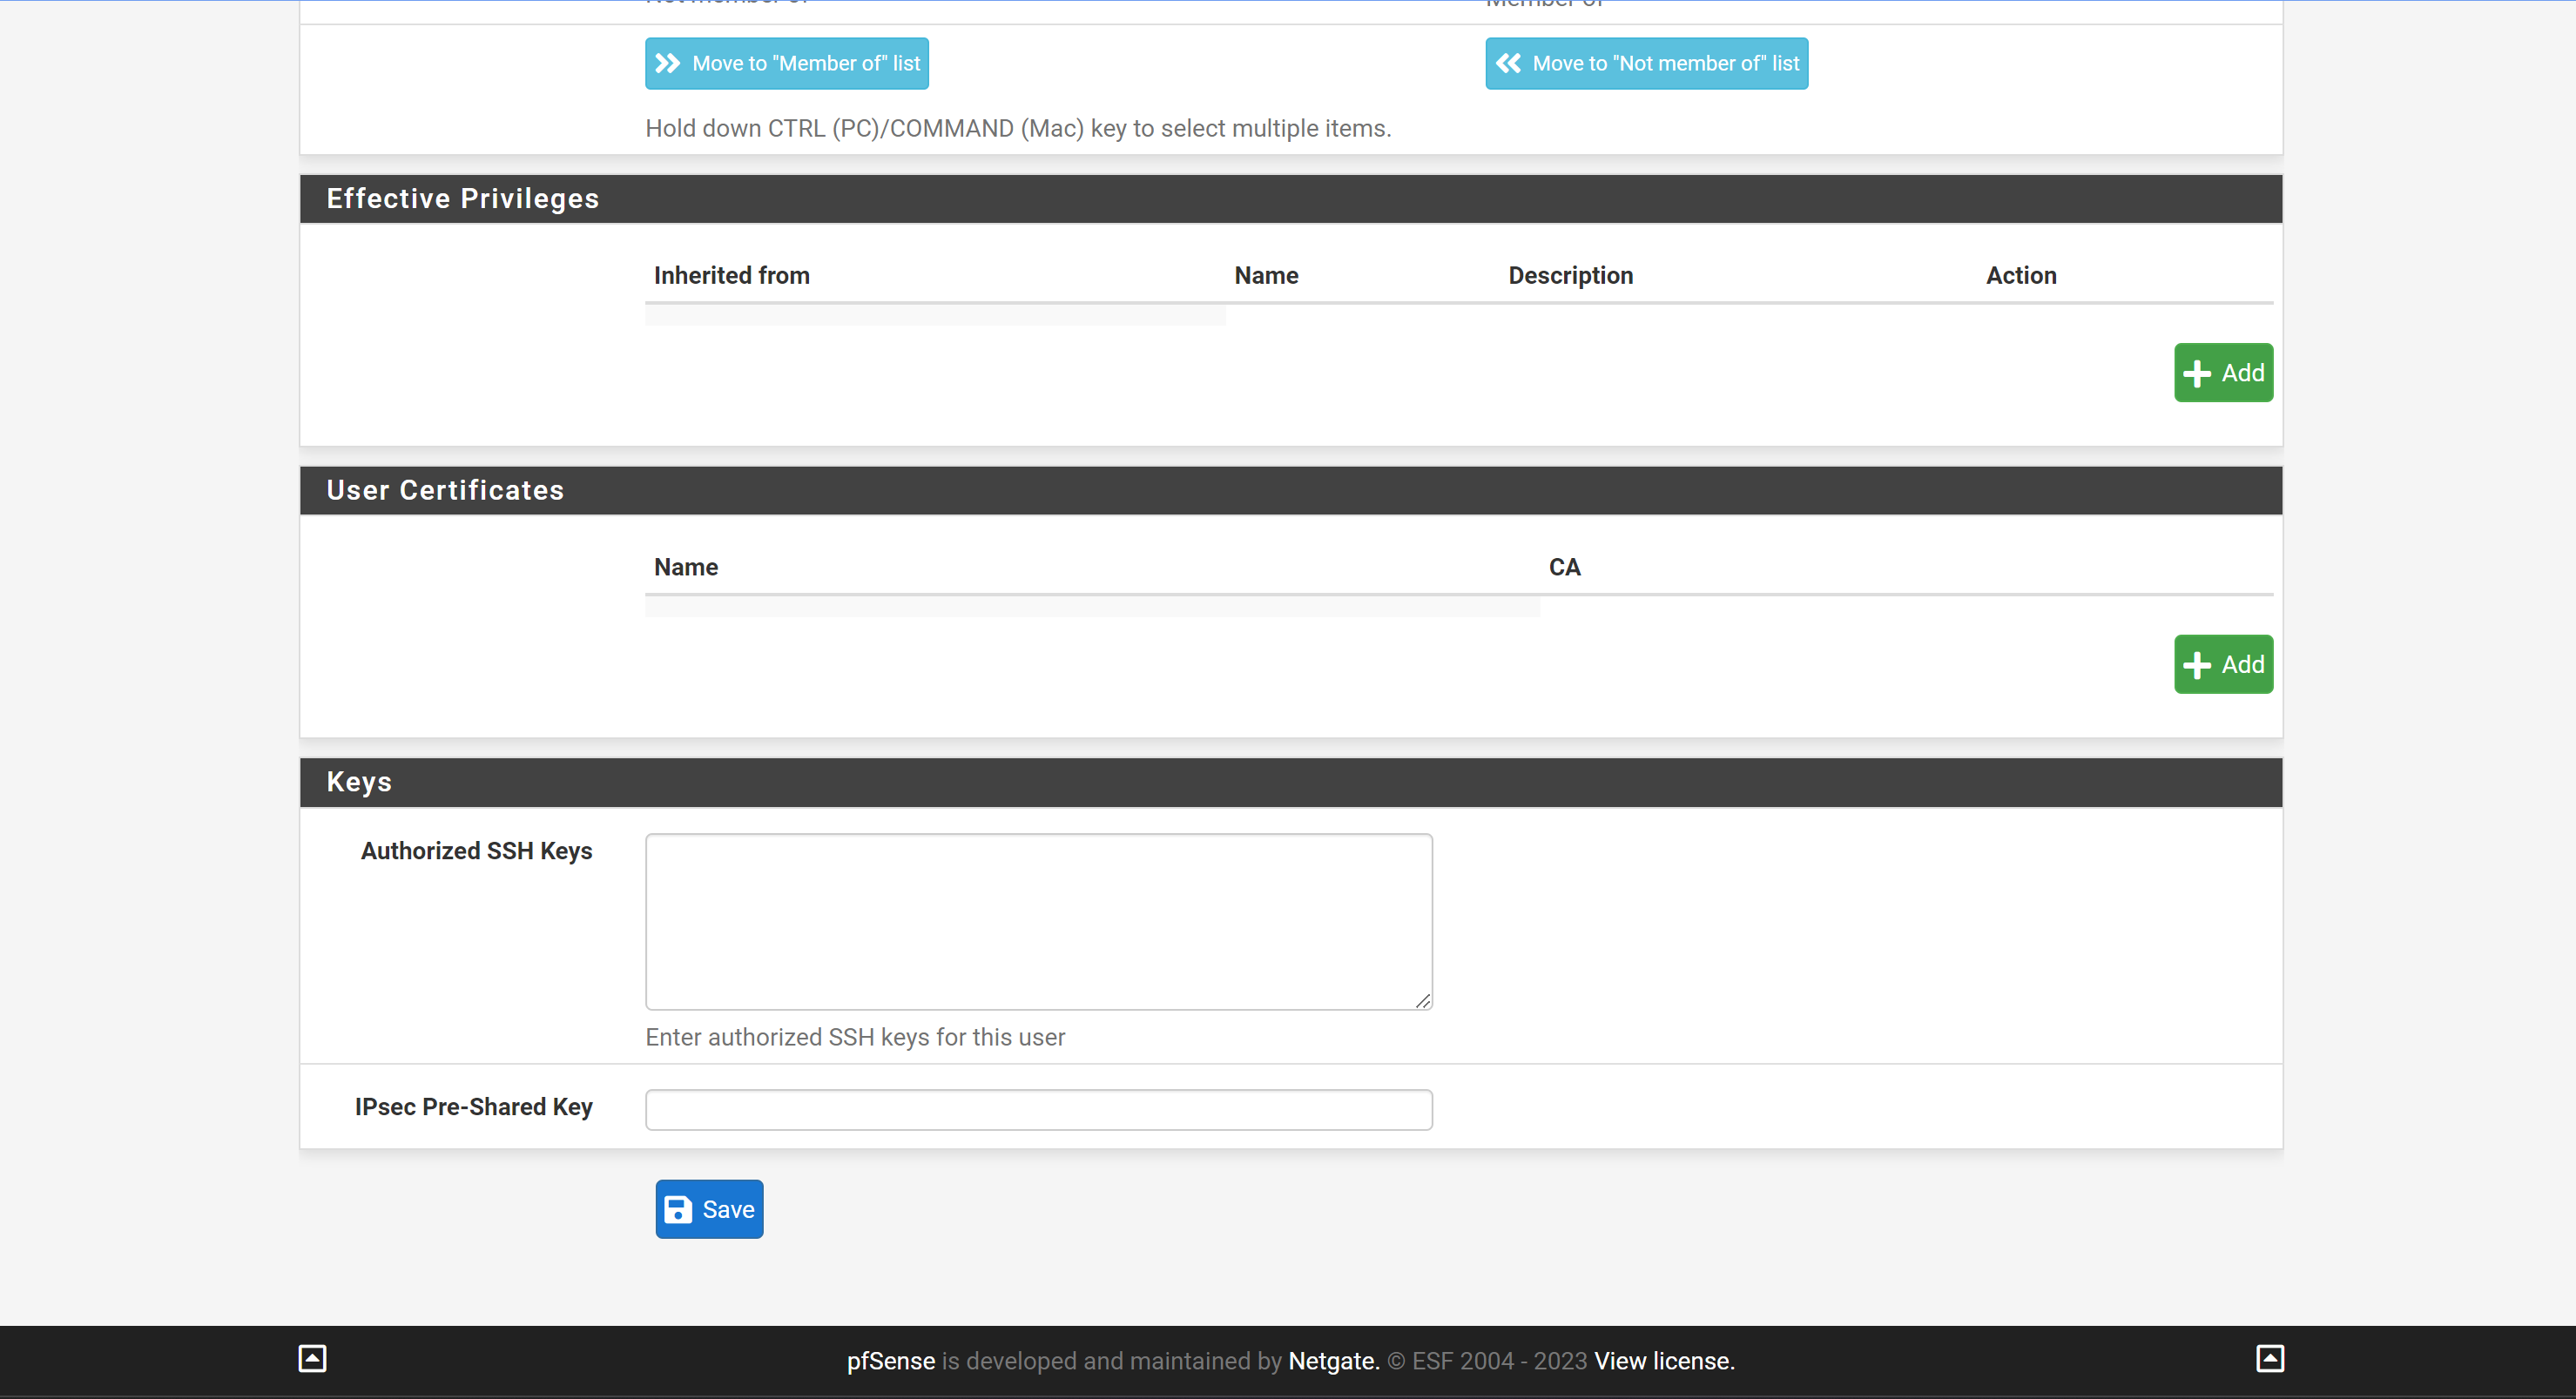 Move to "Member of" list
Move to "Not member of" list
Hold down CTRL (PC)/COMMAND (Mac) key to select multiple items.
Effective Privileges
Inherited from Name Description Action
Add
User Certificates
Name CA
Add
Keys
Authorized SSH Keys
Enter authorized SSH keys for this user
IPsec Pre-Shared Key
Save
pfSense is developed and maintained by Netgate. © ESF 2004 - 2023 View license.